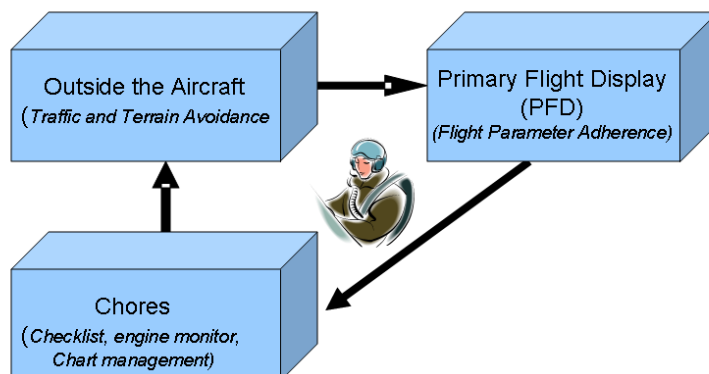 Outside the Aircraft
(Traffic and Terrain Avoidance
Primary Flight Display
(PFD)
(Flight Parameter Adherence)
Chores
(Checklist, engine monitor,
Chart management)